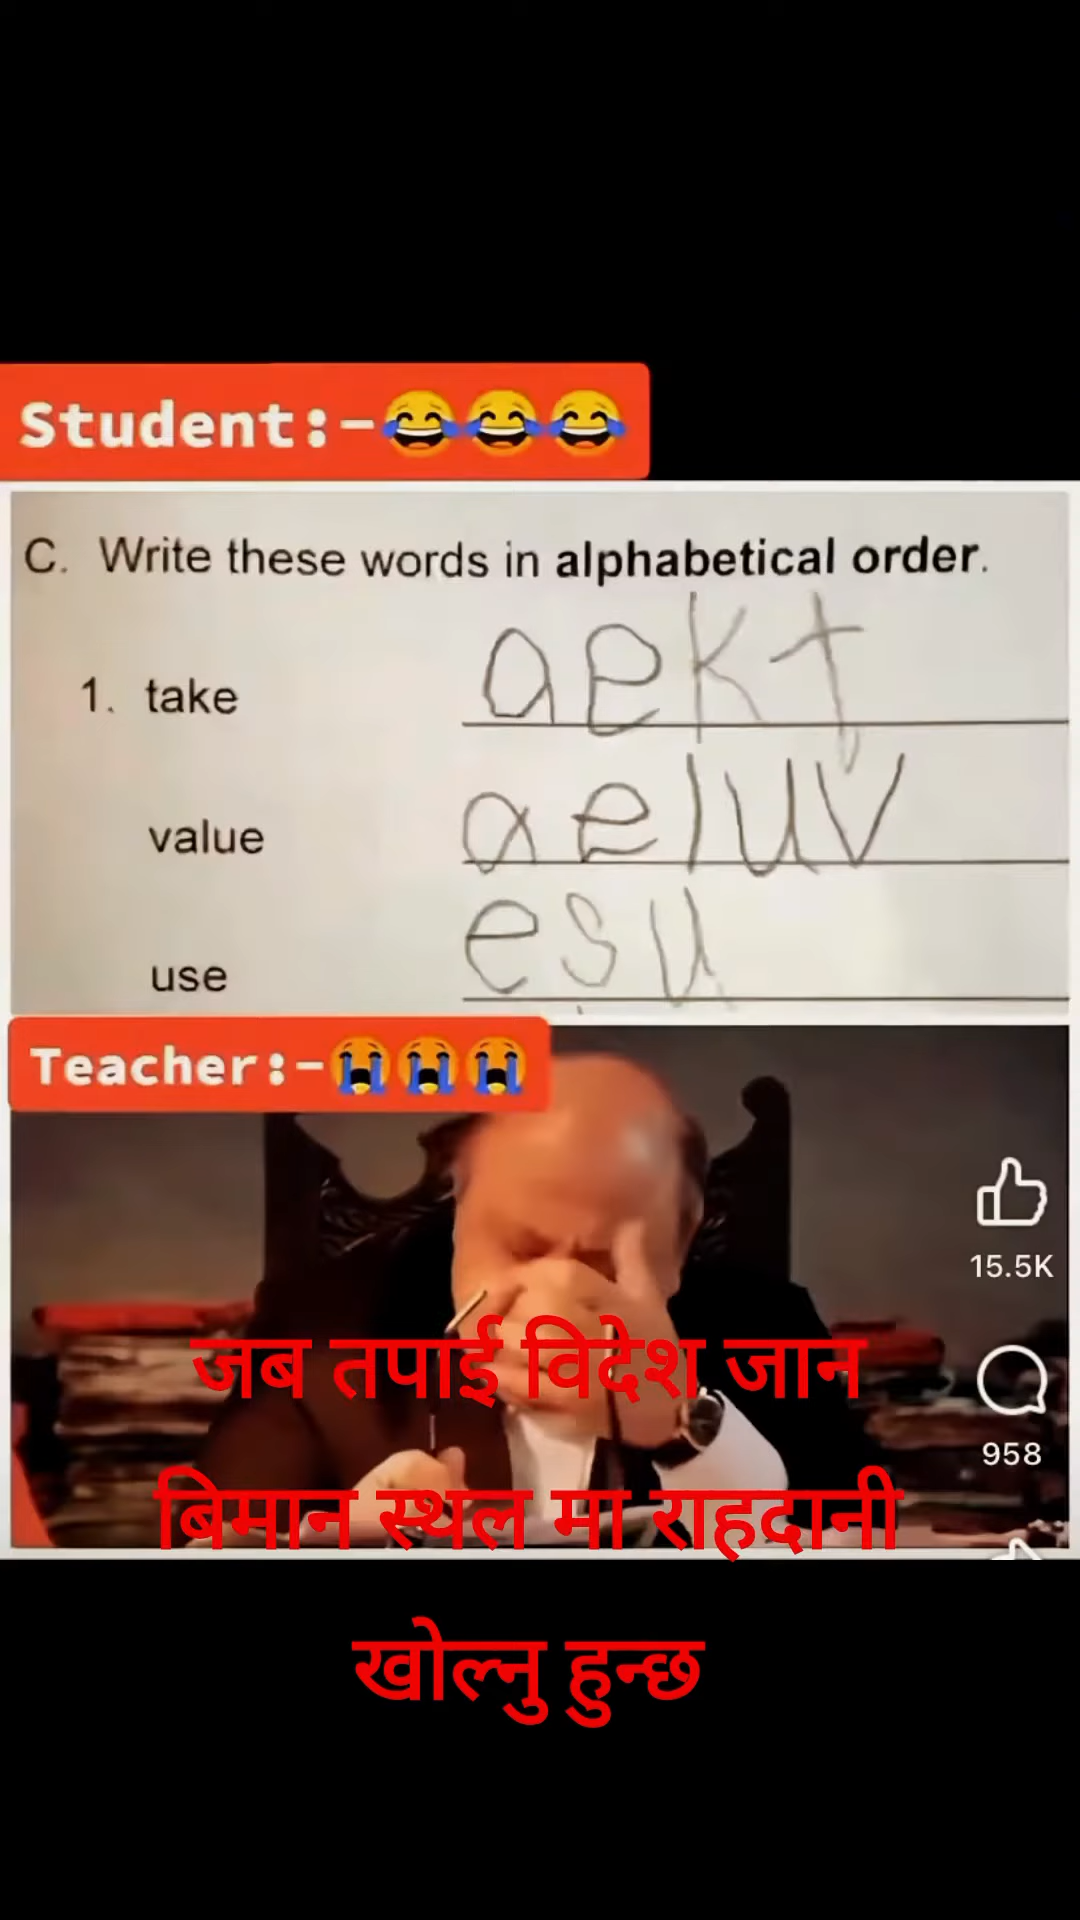 Student:-😂😂😂
C. Write these words in alphabetical order.
1. take aekt
value aeluv
use esu
Teacher:-😭😭😭
15.5K
जब तपाई विदेश जान
958
बिमान स्थल मा राहदानी
खोल्नु हुन्छ